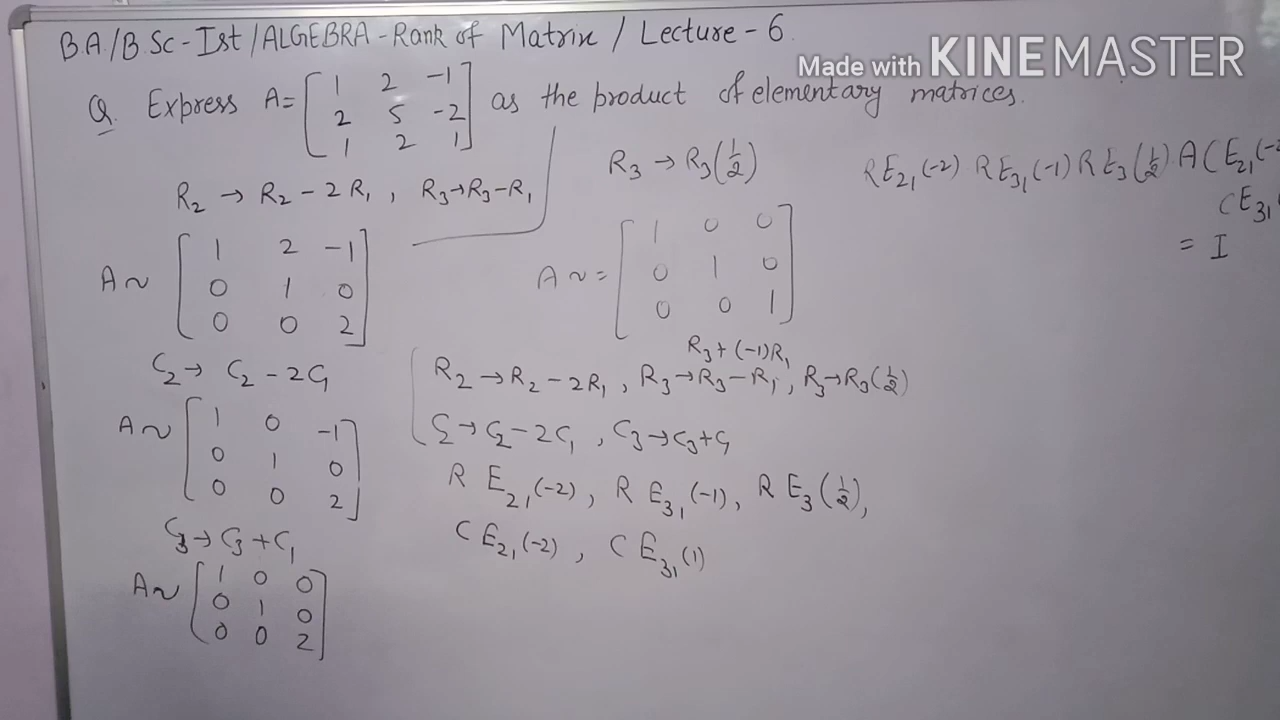 B.A./B.Sc - Ist / ALGEBRA - Rank of Matrix / Lecture - 6
Made with KINEMASTER
Q. Express A = [ 1 2 -1 as the product of elementary matrices.
2 5 -2
1 2 1 ]
R₂ → R₂ - 2R₁ , R₃→R₃-R₁
A ~ [ 1 2 -1
0 1 0
0 0 2 ]
C₂ → C₂ - 2C₁
A ~ [ 1 0 -1
0 1 0
0 0 2 ]
C₃ → C₃ + C₁
A ~ [ 1 0 0
0 1 0
0 0 2 ]
R₃ → R₃(1/2)
A ~ = [ 1 0 0
0 1 0
0 0 1 ]
R₃ + (-1)R₁
R₂ → R₂ - 2R₁ , R₃→R₃-R₁ , R₃→R₃(1/2)
C₂ → C₂ - 2C₁ , C₃→C₃+C₁
R E₂₁(-2) , R E₃₁(-1) , R E₃(1/2) ,
C E₂₁(-2) , C E₃₁(1)
RE₂₁(-2) RE₃₁(-1) RE₃(1/2) A CE₂₁(-2
CE₃₁(
= I